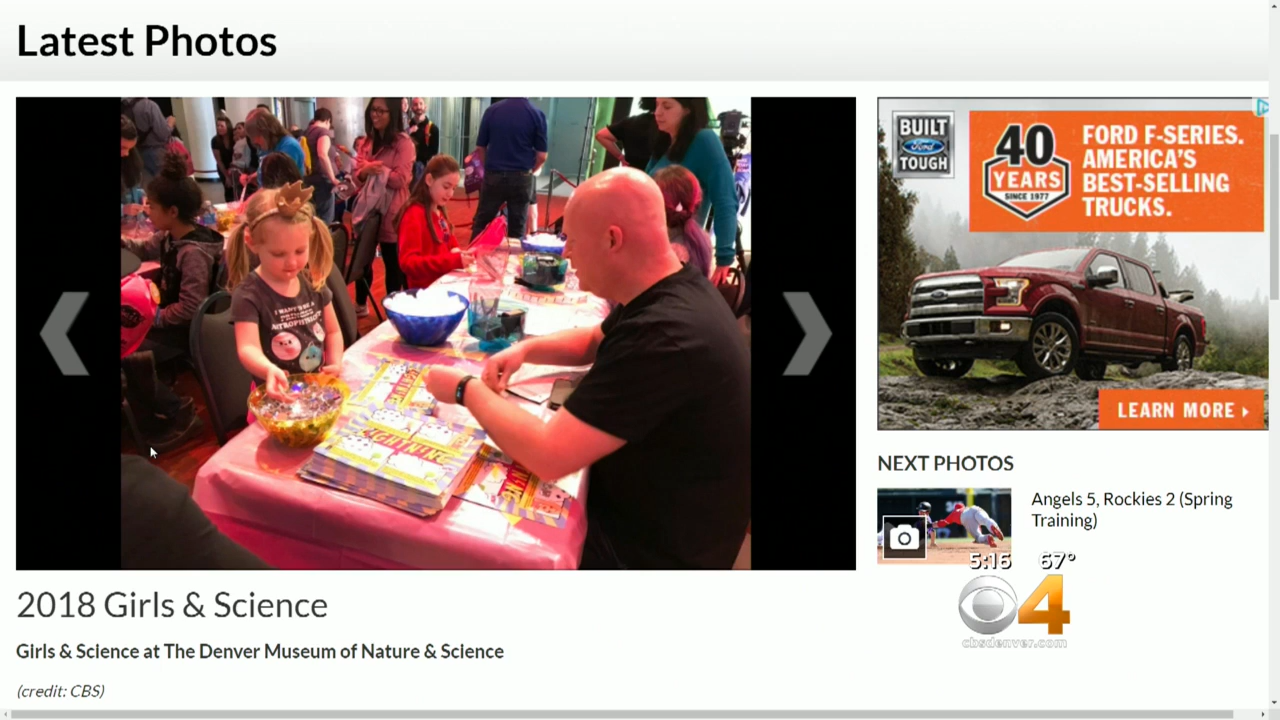 Latest Photos
BUILT
Ford
TOUGH
40
YEARS
SINCE 1977
FORD F-SERIES.
AMERICA'S
BEST-SELLING
TRUCKS.
LEARN MORE
LIGHTNING
2018 Girls & Science
Girls & Science at The Denver Museum of Nature & Science
(credit: CBS)
NEXT PHOTOS
Angels 5, Rockies 2 (Spring
Training)
5:16 67°
4
cbsdenver.com